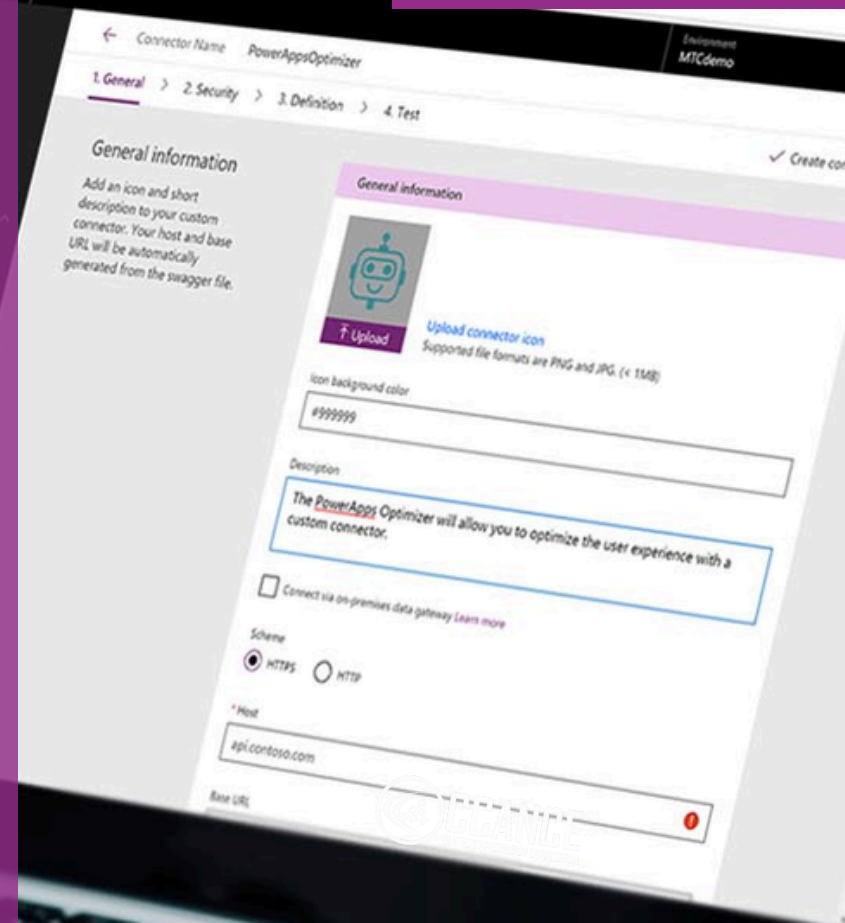 Connector Name PowerAppsOptimizer
Environment
MTCdemo
1. General > 2. Security > 3. Definition > 4. Test
Create
General information
Add an icon and short
description to your custom
connector. Your host and base
URL will be automatically
generated from the swagger file.
General information
Upload
Upload connector icon
Supported file formats are PNG and JPG. (< 1MB)
Icon background color
#999999
Description
The PowerApps Optimizer will allow you to optimize the user experience with a
custom connector.
Connect via on-premises data gateway Learn more
Scheme
HTTPS
HTTP
* Host
api.contoso.com
Base URL